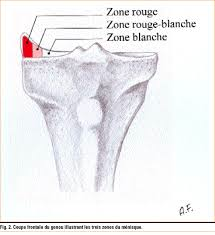 Zone rouge
Zone rouge-blanche
Zone blanche
A.F.
Fig. 2. Coupe frontale du genou illustrant les trois zones du ménisque.